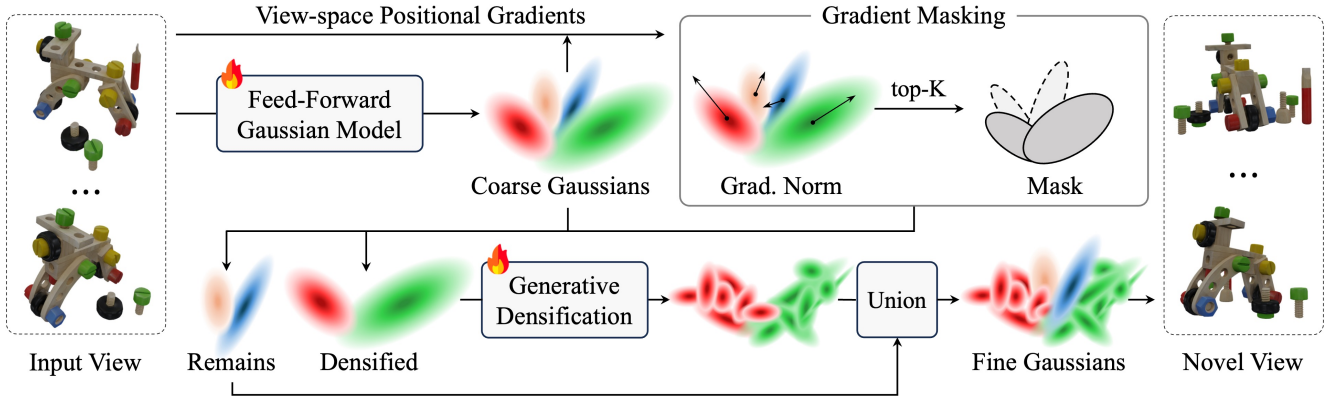 View-space Positional Gradients
Gradient Masking
Feed-Forward
Gaussian Model
top-K
Coarse Gaussians
Grad. Norm
Mask
...
...
Generative
Densification
Union
Input View
Remains
Densified
Fine Gaussians
Novel View